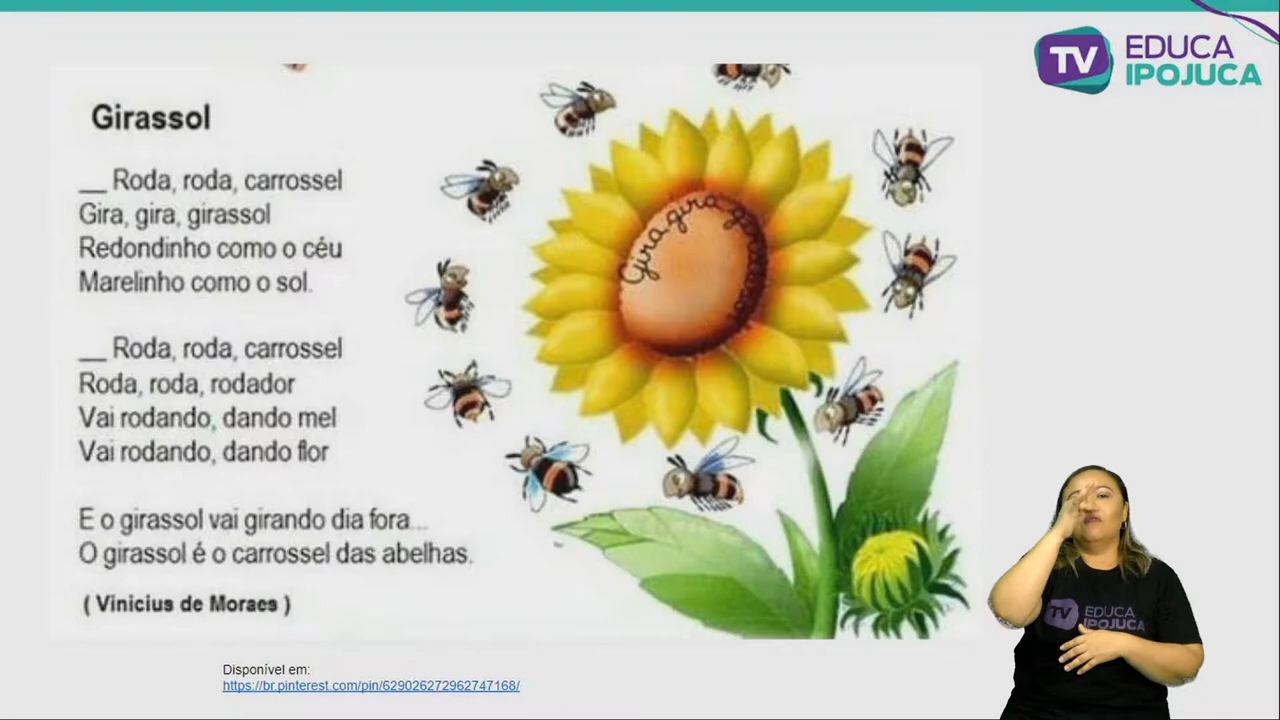 TV EDUCA
IPOJUCA
Girassol
__ Roda, roda, carrossel
Gira, gira, girassol
Redondinho como o céu
Marelinho como o sol.
__ Roda, roda, carrossel
Roda, roda, rodador
Vai rodando, dando mel
Vai rodando, dando flor
E o girassol vai girando dia fora...
O girassol é o carrossel das abelhas.
( Vinicius de Moraes )
Gira gira girassol
Disponível em:
https://br.pinterest.com/pin/629026272962747168/
TV EDUCA
IPOJUCA